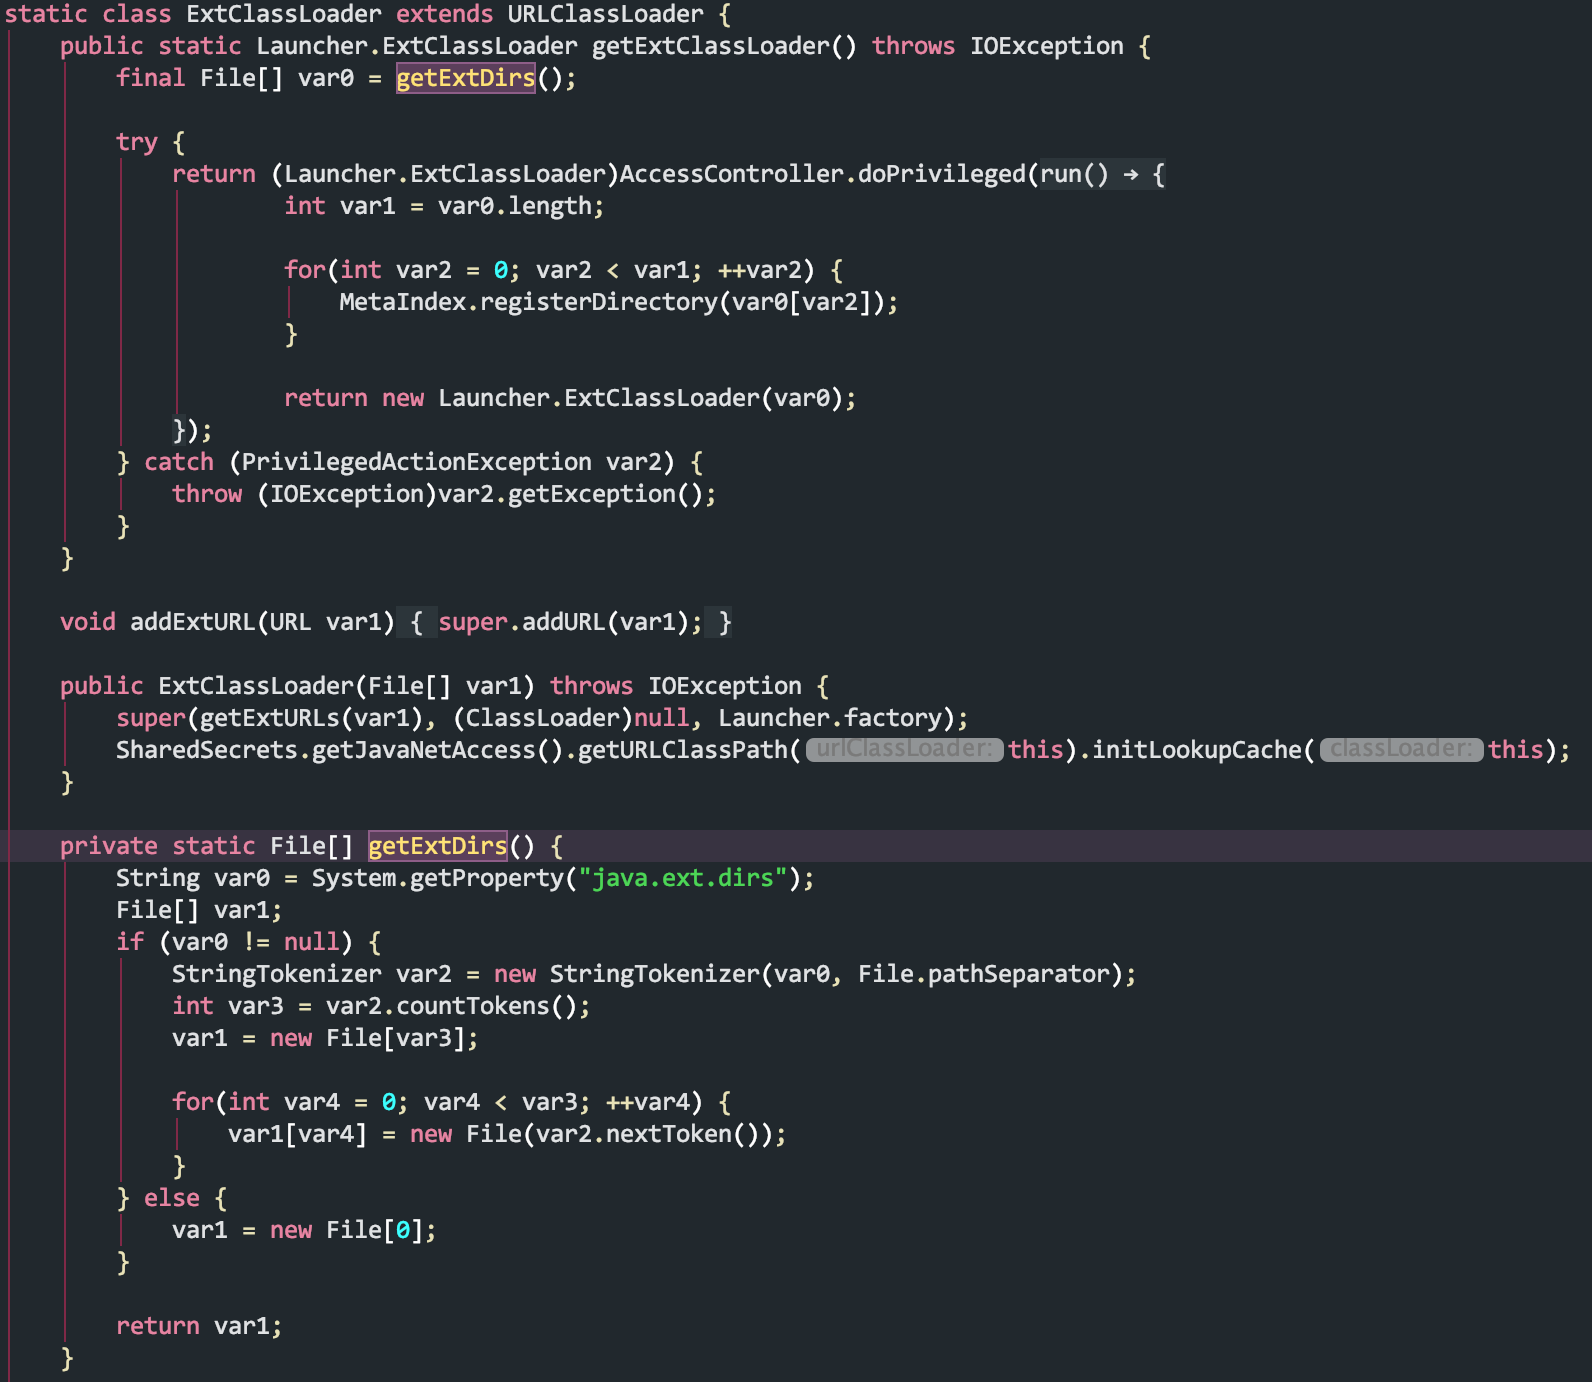 static class ExtClassLoader extends URLClassLoader {
    public static Launcher.ExtClassLoader getExtClassLoader() throws IOException {
        final File[] var0 = getExtDirs();

        try {
            return (Launcher.ExtClassLoader)AccessController.doPrivileged(run() → {
                    int var1 = var0.length;

                    for(int var2 = 0; var2 < var1; ++var2) {
                        MetaIndex.registerDirectory(var0[var2]);
                    }

                    return new Launcher.ExtClassLoader(var0);
            });
        } catch (PrivilegedActionException var2) {
            throw (IOException)var2.getException();
        }
    }

    void addExtURL(URL var1) { super.addURL(var1); }

    public ExtClassLoader(File[] var1) throws IOException {
        super(getExtURLs(var1), (ClassLoader)null, Launcher.factory);
        SharedSecrets.getJavaNetAccess().getURLClassPath( urlClassLoader: this).initLookupCache( classLoader: this);
    }

    private static File[] getExtDirs() {
        String var0 = System.getProperty("java.ext.dirs");
        File[] var1;
        if (var0 != null) {
            StringTokenizer var2 = new StringTokenizer(var0, File.pathSeparator);
            int var3 = var2.countTokens();
            var1 = new File[var3];

            for(int var4 = 0; var4 < var3; ++var4) {
                var1[var4] = new File(var2.nextToken());
            }
        } else {
            var1 = new File[0];
        }

        return var1;
    }